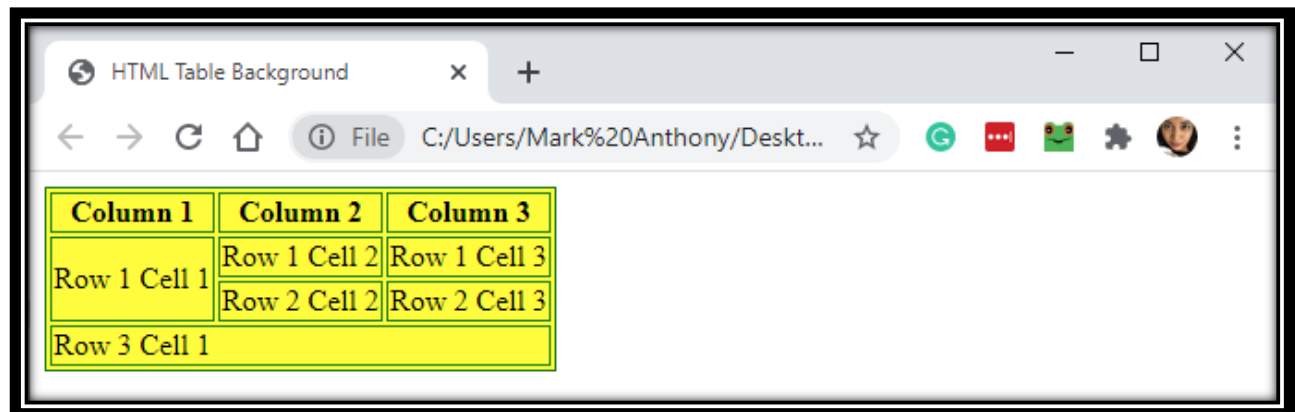 HTML Table Background
File C:/Users/Mark%20Anthony/Deskt... G
Column 1 Column 2 Column 3
Row 1 Cell 1 Row 1 Cell 2 Row 1 Cell 3
Row 2 Cell 2 Row 2 Cell 3
Row 3 Cell 1